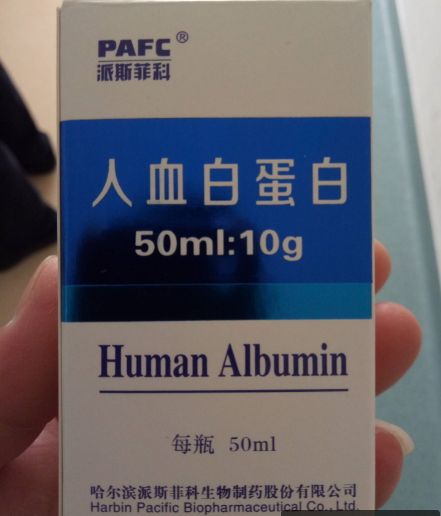 PAFC®
派斯菲科
人血白蛋白
50ml:10g
Human Albumin
每瓶 50ml
哈尔滨派斯菲科生物制药股份有限公司
Harbin Pacific Biopharmaceutical Co., Ltd.